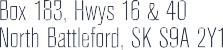 Box 183, Hwys 16 & 40
North Battleford, SK S9A 2Y1